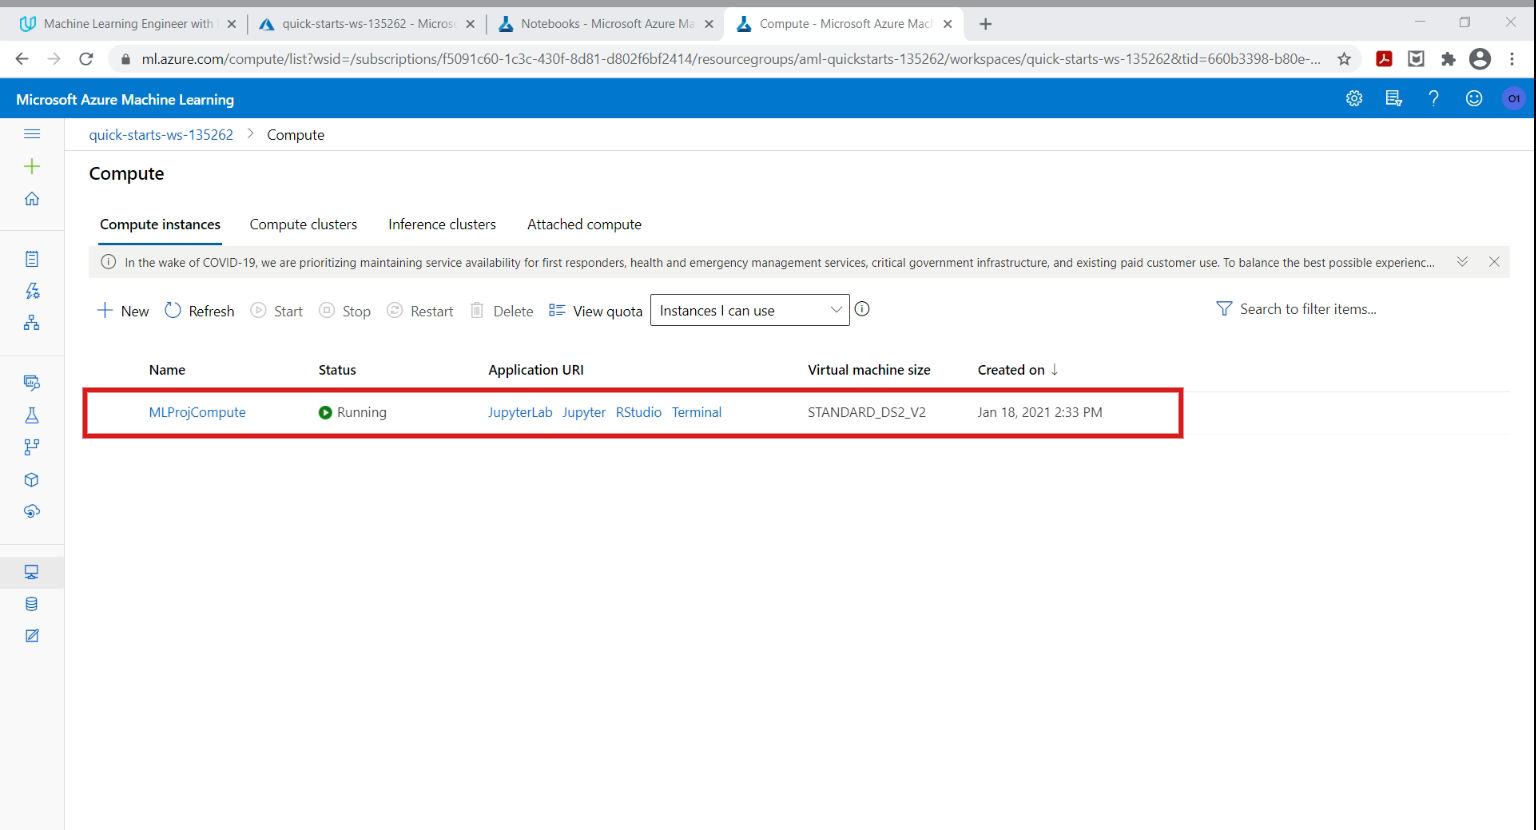 Machine Learning Engineer with
quick-starts-ws-135262 - Micros
Notebooks - Microsoft Azure Ma
Compute - Microsoft Azure Mach
ml.azure.com/compute/list?wsid=/subscriptions/f5091c60-1c3c-430f-8d81-d802f6bf2414/resourcegroups/aml-quickstarts-135262/workspaces/quick-starts-ws-135262&tid=660b3398-b80e-...
Microsoft Azure Machine Learning
O1
quick-starts-ws-135262 > Compute
Compute
Compute instances Compute clusters Inference clusters Attached compute
In the wake of COVID-19, we are prioritizing maintaining service availability for first responders, health and emergency management services, critical government infrastructure, and existing paid customer use. To balance the best possible experienc...
New Refresh Start Stop Restart Delete View quota Instances I can use Search to filter items...
Name Status Application URI Virtual machine size Created on ↓
MLProjCompute Running JupyterLab Jupyter RStudio Terminal STANDARD_DS2_V2 Jan 18, 2021 2:33 PM